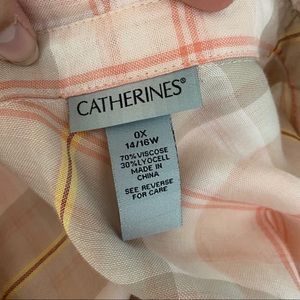 CATHERINES®
0X
14/16W
70%VISCOSE
30%LYOCELL
MADE IN
CHINA
SEE REVERSE
FOR CARE